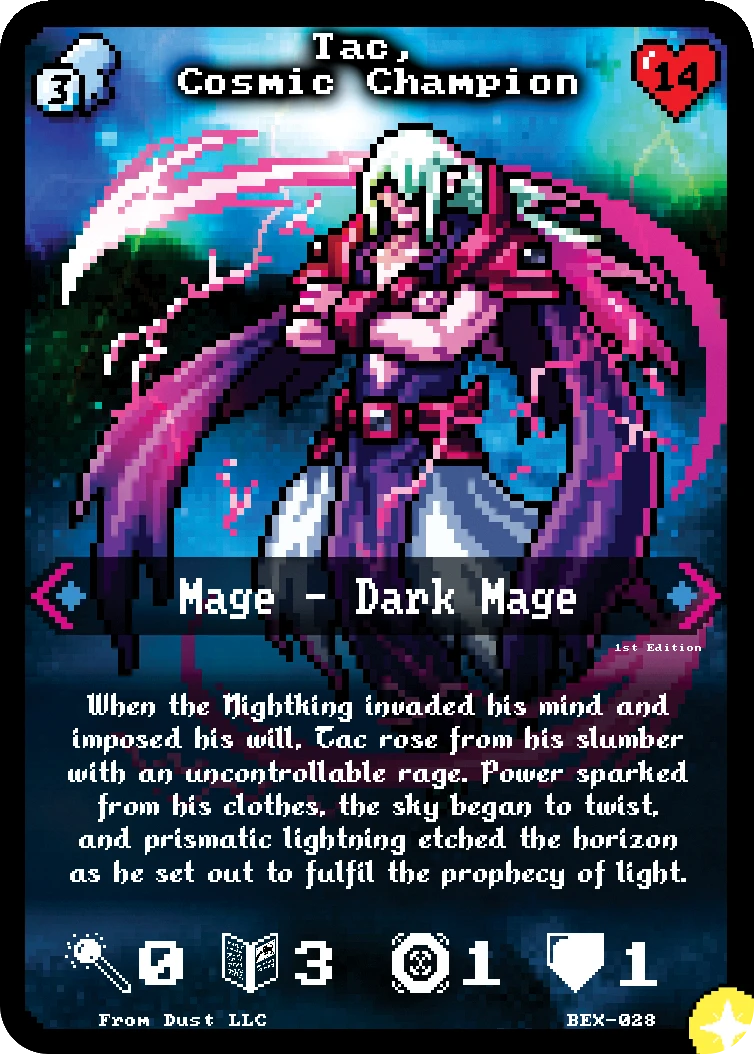 Tac,
Cosmic Champion
3
14
Mage - Dark Mage
1st Edition
When the Nightking invaded his mind and
imposed his will, Tac rose from his slumber
with an uncontrollable rage. Power sparked
from his clothes, the sky began to twist,
and prismatic lightning etched the horizon
as he set out to fulfil the prophecy of light.
0 3 1 1
From Dust LLC BEX-028